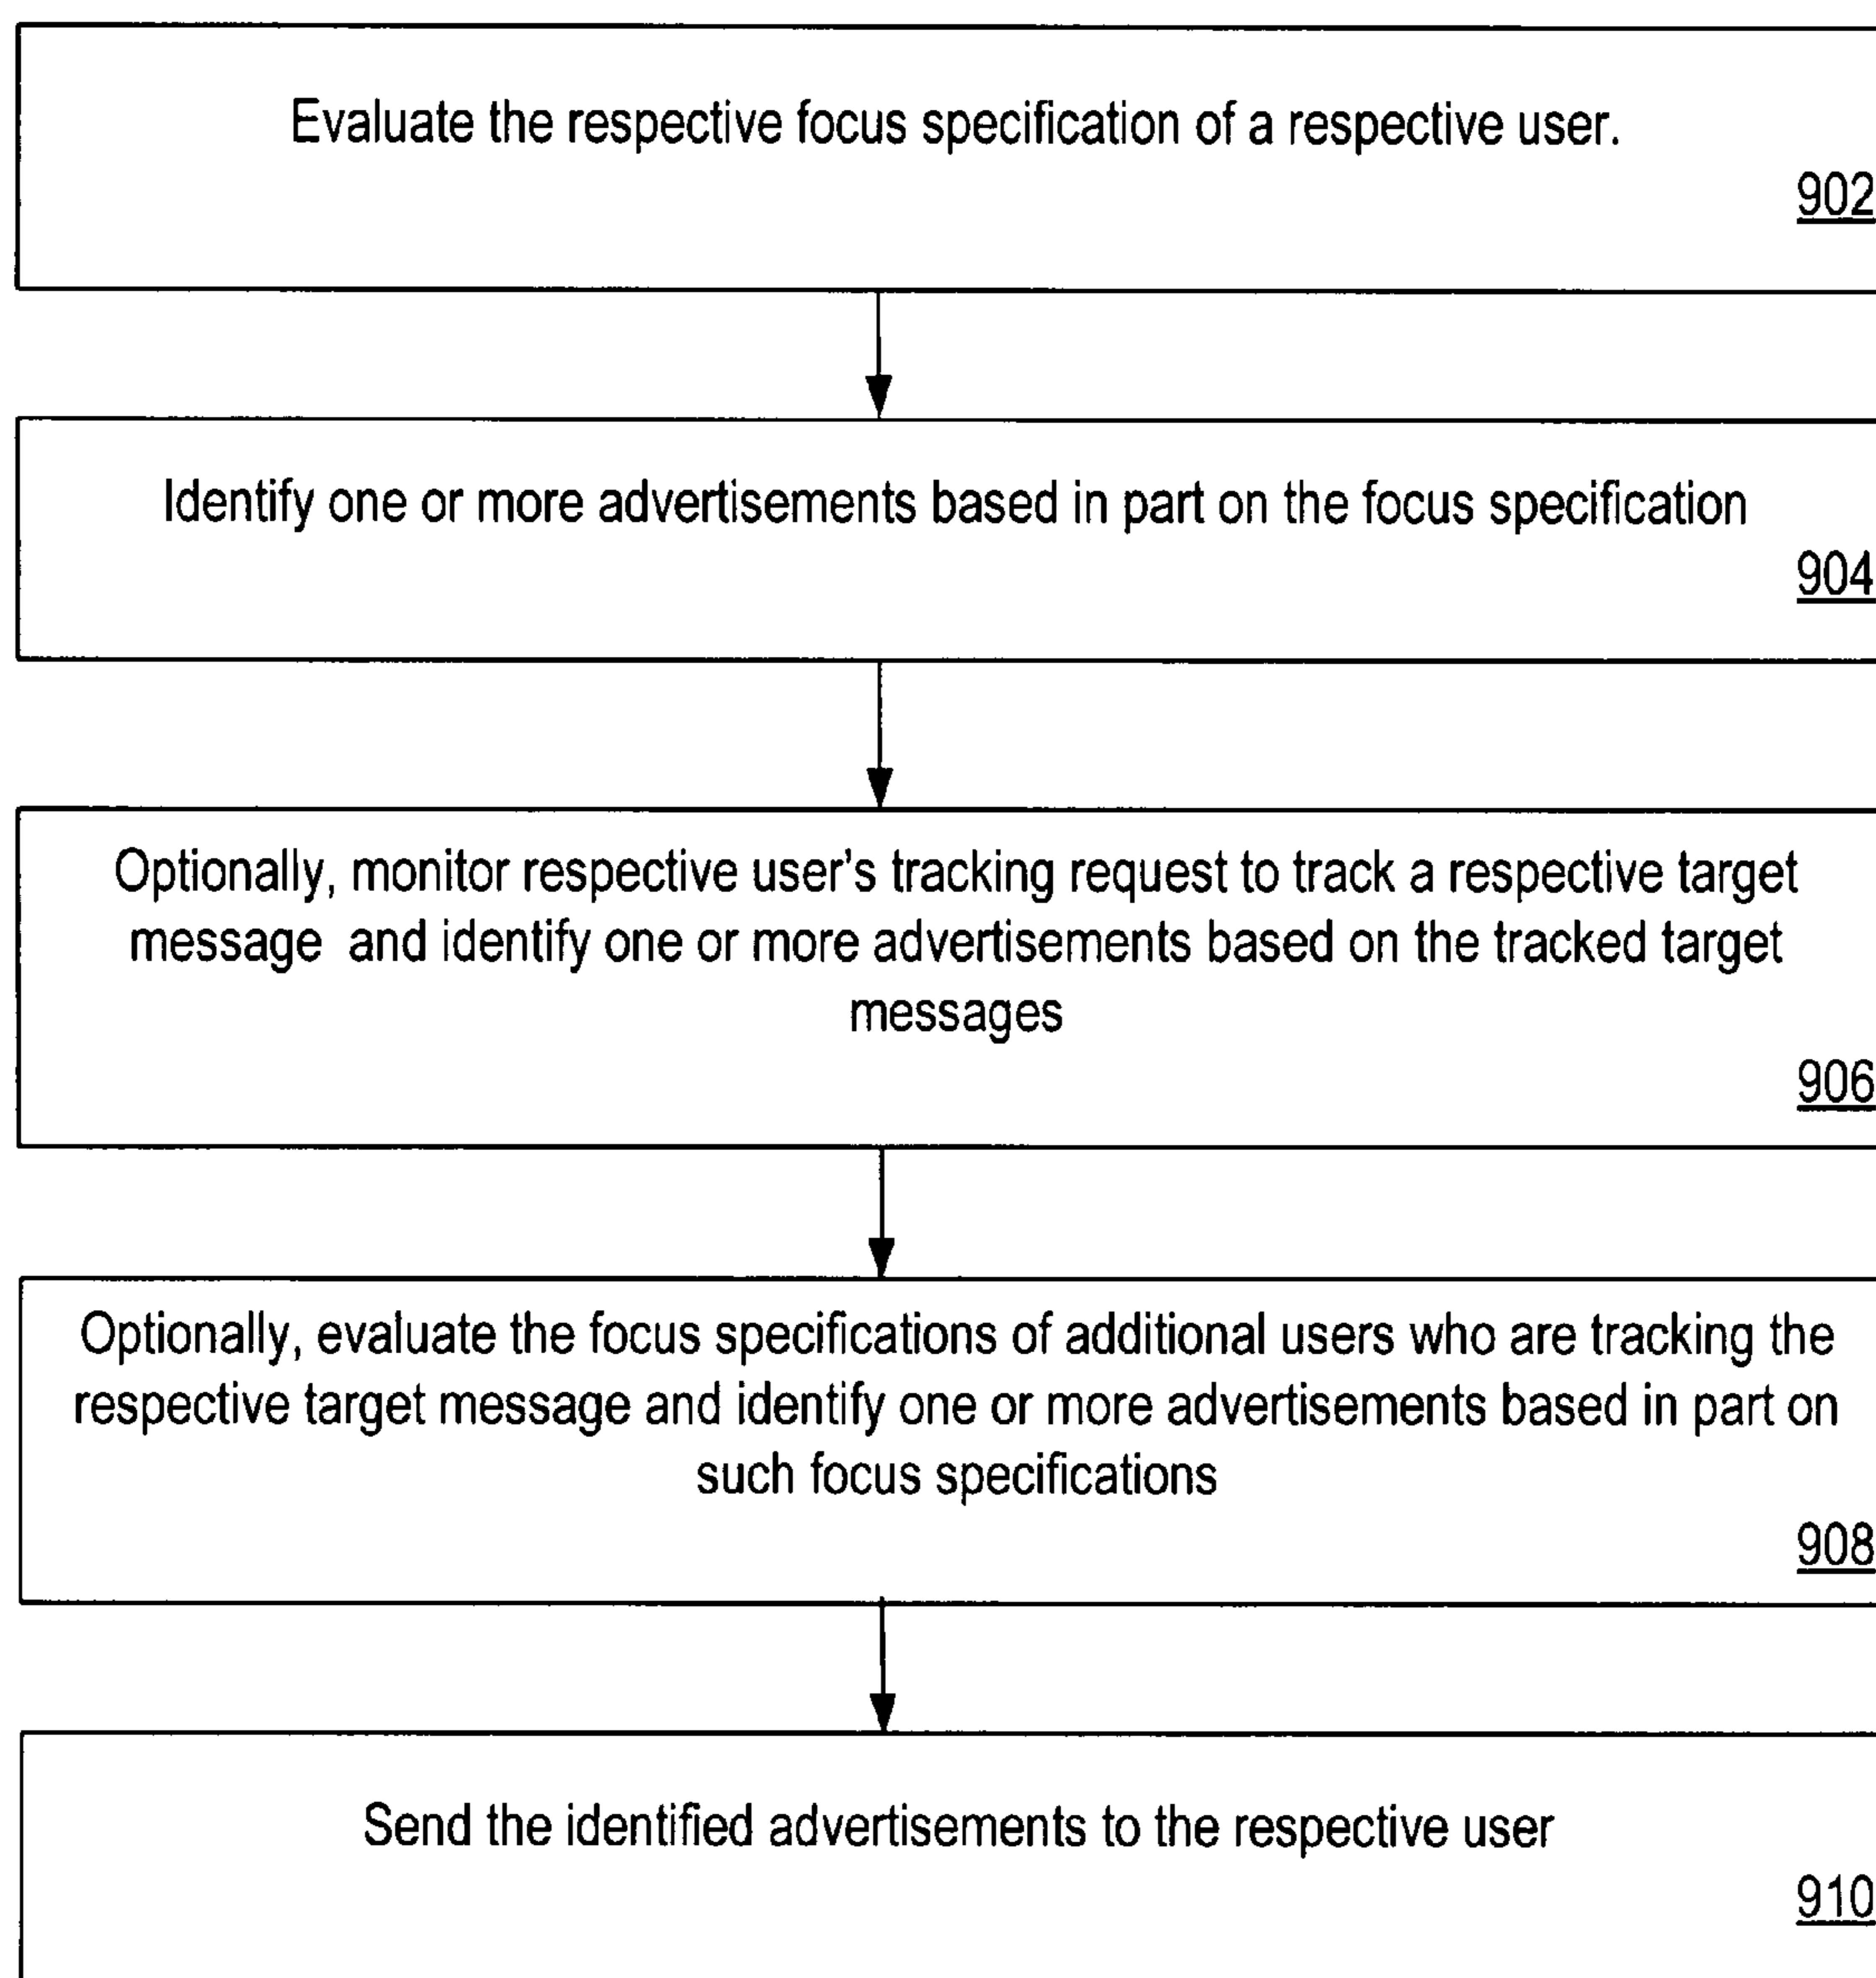 Evaluate the respective focus specification of a respective user.
902
Identify one or more advertisements based in part on the focus specification
904
Optionally, monitor respective user's tracking request to track a respective target
message and identify one or more advertisements based on the tracked target
messages
906
Optionally, evaluate the focus specifications of additional users who are tracking the
respective target message and identify one or more advertisements based in part on
such focus specifications
908
Send the identified advertisements to the respective user
910